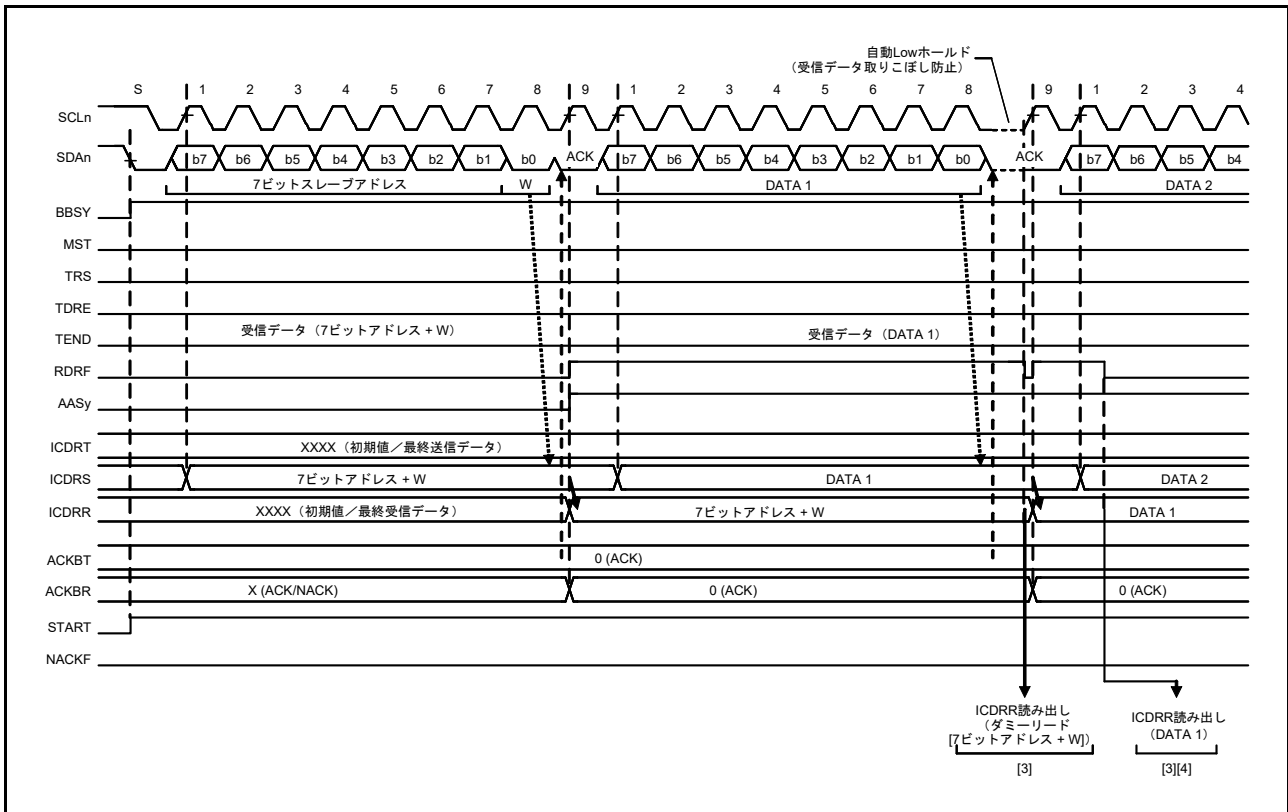 自動Lowホールド
（受信データ取りこぼし防止）
S 1 2 3 4 5 6 7 8 9 1 2 3 4 5 6 7 8 9 1 2 3 4
SCLn
SDAn b7 b6 b5 b4 b3 b2 b1 b0 ACK b7 b6 b5 b4 b3 b2 b1 b0 ACK b7 b6 b5 b4
7ビットスレーブアドレス W DATA 1 DATA 2
BBSY
MST
TRS
TDRE
受信データ（7ビットアドレス + W） 受信データ（DATA 1）
TEND
RDRF
AASy
ICDRT XXXX（初期値／最終送信データ）
ICDRS 7ビットアドレス + W DATA 1 DATA 2
ICDRR XXXX（初期値／最終受信データ） 7ビットアドレス + W DATA 1
ACKBT 0 (ACK)
ACKBR X (ACK/NACK) 0 (ACK) 0 (ACK)
START
NACKF
ICDRR読み出し
（ダミーリード
[7ビットアドレス + W]）
[3]
ICDRR読み出し
（DATA 1）
[3][4]